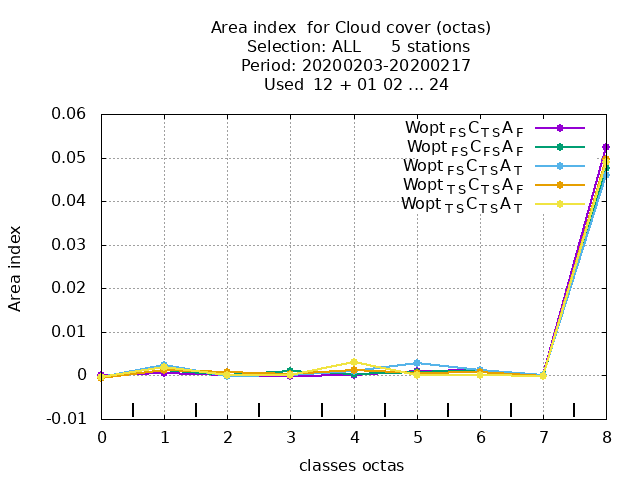 Area index  for Cloud cover (octas)
Selection: ALL      5 stations
Period: 20200203-20200217
Used  12 + 01 02 ... 24
Wopt FS C TS A F
Wopt FS C FS A F
Wopt FS C TS A T
Wopt TS C TS A F
Wopt TS C TS A T
0.06
0.05
0.04
0.03
0.02
0.01
0
-0.01
Area index
0 1 2 3 4 5 6 7 8
classes octas